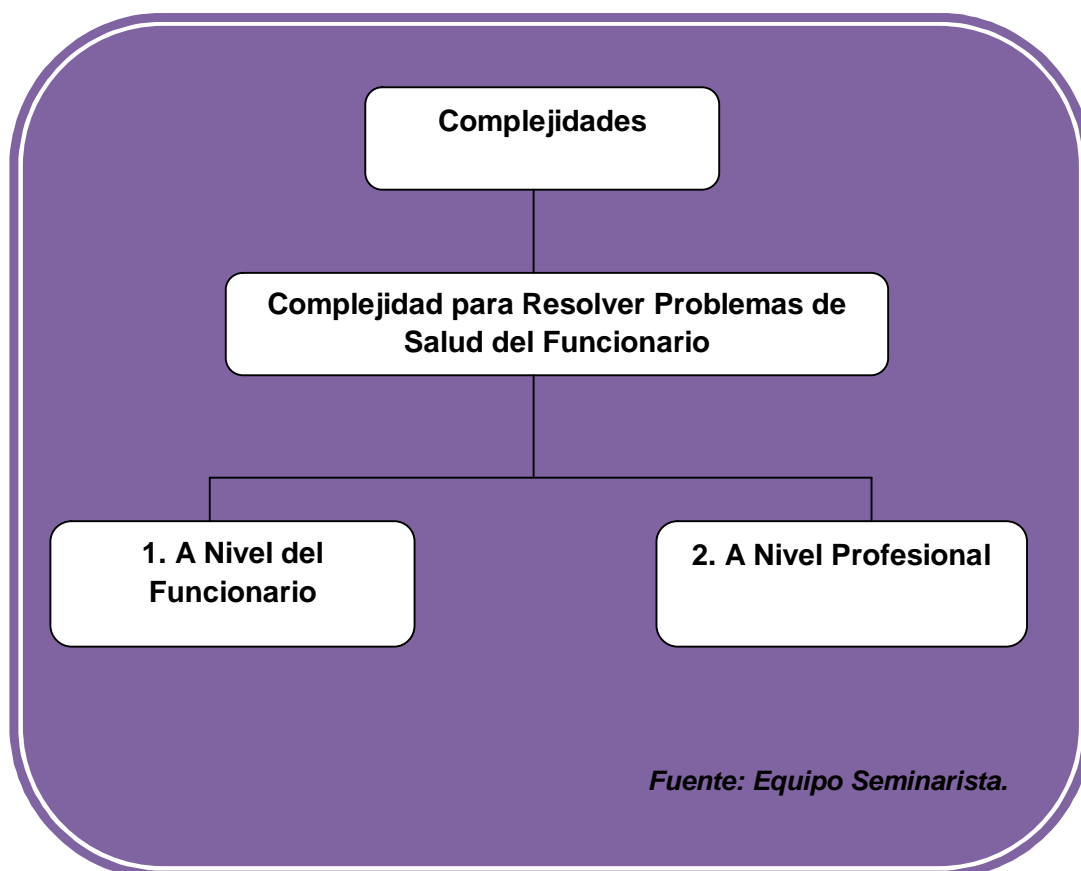 Complejidades
Complejidad para Resolver Problemas de
Salud del Funcionario
1. A Nivel del
Funcionario
2. A Nivel Profesional
Fuente: Equipo Seminarista.